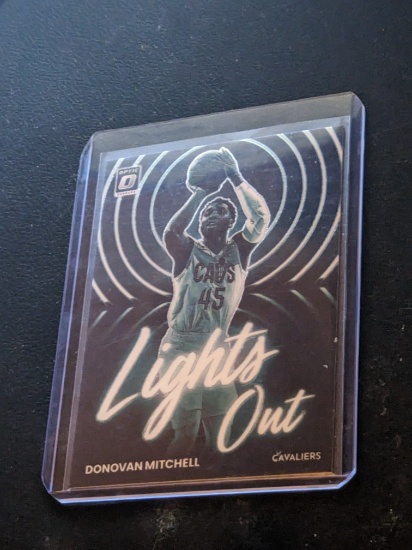 OPTIC
CAVS
45
Lights
Out
DONOVAN MITCHELL
CAVALIERS